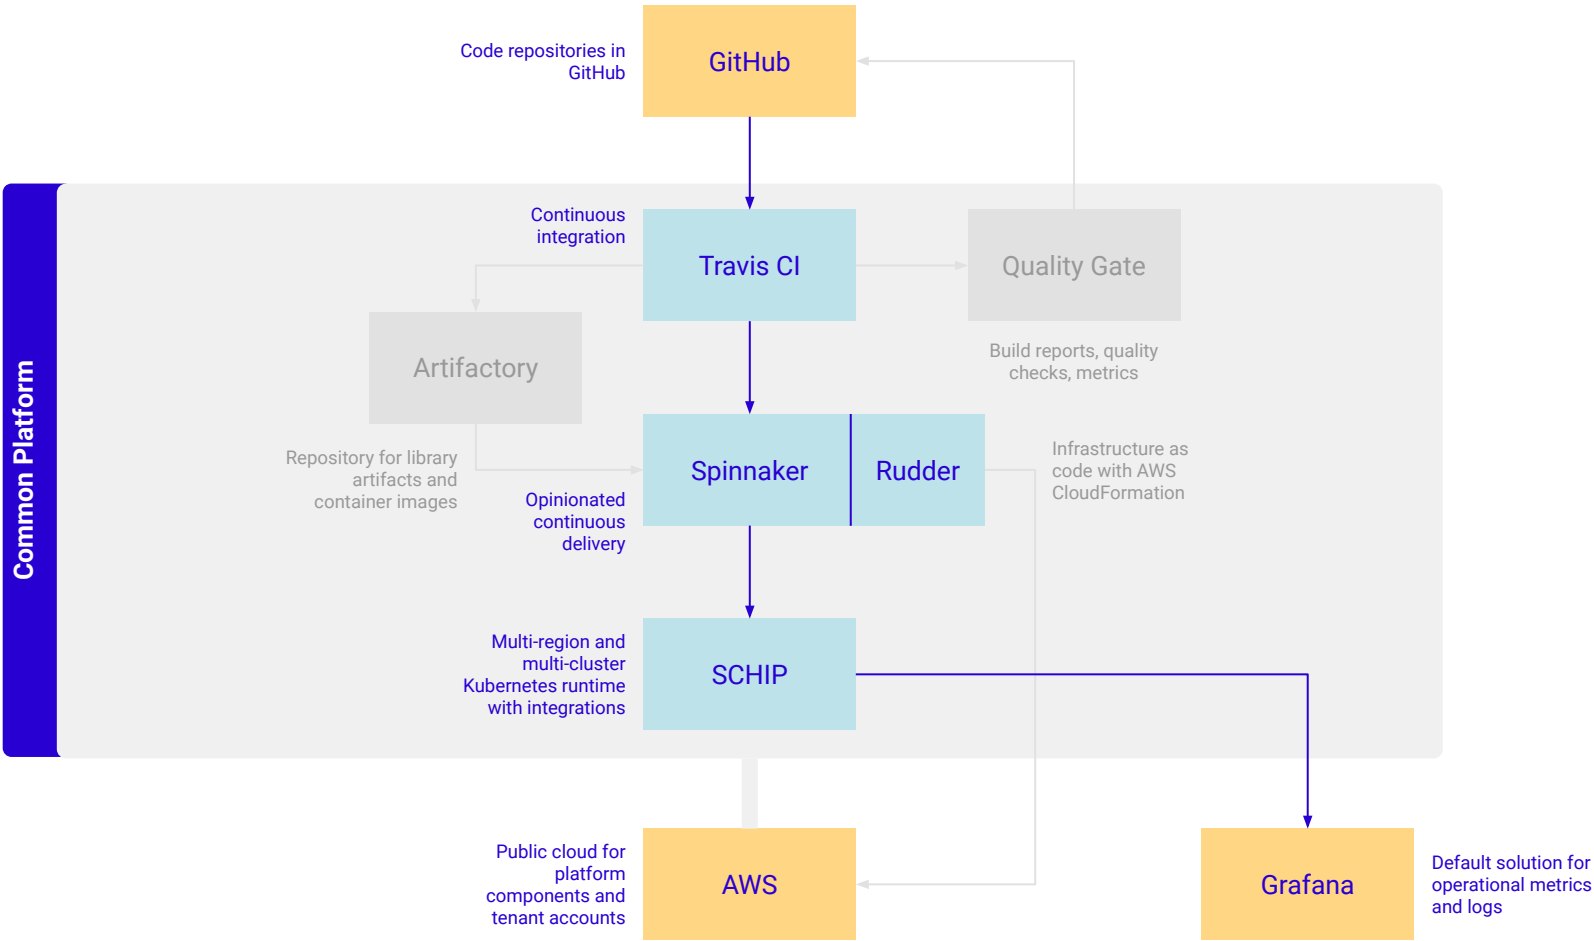 Code repositories in
GitHub
GitHub
Common Platform
Continuous
integration
Travis CI
Quality Gate
Build reports, quality
checks, metrics
Artifactory
Repository for library
artifacts and
container images
Spinnaker
Rudder
Infrastructure as
code with AWS
CloudFormation
Opinionated
continuous
delivery
Multi-region and
multi-cluster
Kubernetes runtime
with integrations
SCHIP
Public cloud for
platform
components and
tenant accounts
AWS
Grafana
Default solution for
operational metrics
and logs